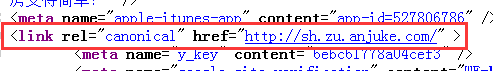 <meta name="apple-itunes-app" content="app-id=527806786" />
<link rel="canonical" href="http://sh.zu.anjuke.com/" >
<meta name="y_key" content="6ebc61778a04cef3" />